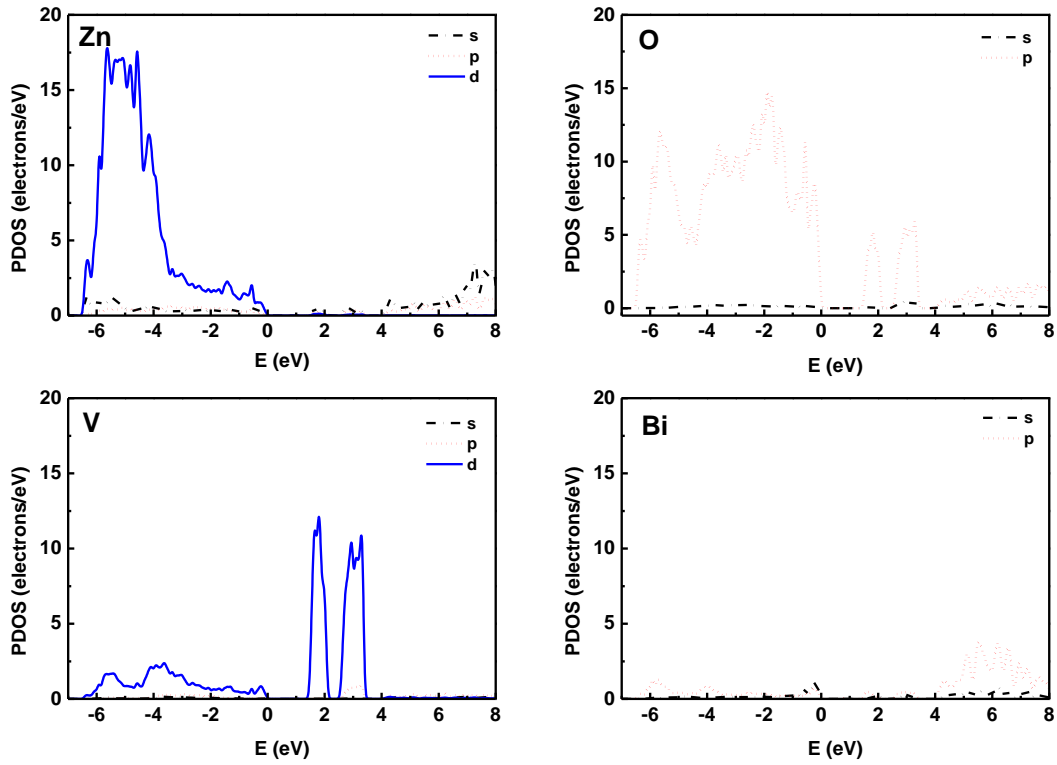 Zn
s
p
d
20
15
10
5
0
-6 -4 -2 0 2 4 6 8
E (eV)
PDOS (electrons/eV)
O
s
p
20
15
10
5
0
-6 -4 -2 0 2 4 6 8
E (eV)
PDOS (electrons/eV)
V
s
p
d
20
15
10
5
0
-6 -4 -2 0 2 4 6 8
E (eV)
PDOS (electrons/eV)
Bi
s
p
20
15
10
5
0
-6 -4 -2 0 2 4 6 8
E (eV)
PDOS (electrons/eV)